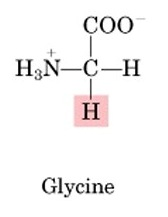 COO⁻
H₃N⁺—C—H
H
Glycine